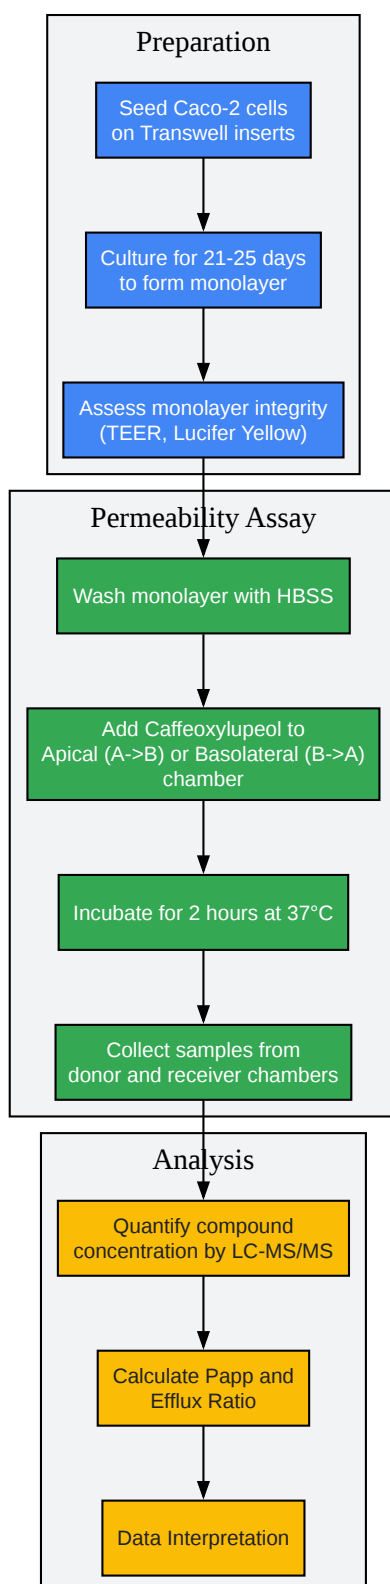 Preparation
Seed Caco-2 cells
on Transwell inserts
Culture for 21-25 days
to form monolayer
Assess monolayer integrity
(TEER, Lucifer Yellow)
Permeability Assay
Wash monolayer with HBSS
Add Caffeoxylupeol to
Apical (A->B) or Basolateral (B->A)
chamber
Incubate for 2 hours at 37°C
Collect samples from
donor and receiver chambers
Analysis
Quantify compound
concentration by LC-MS/MS
Calculate Papp and
Efflux Ratio
Data Interpretation